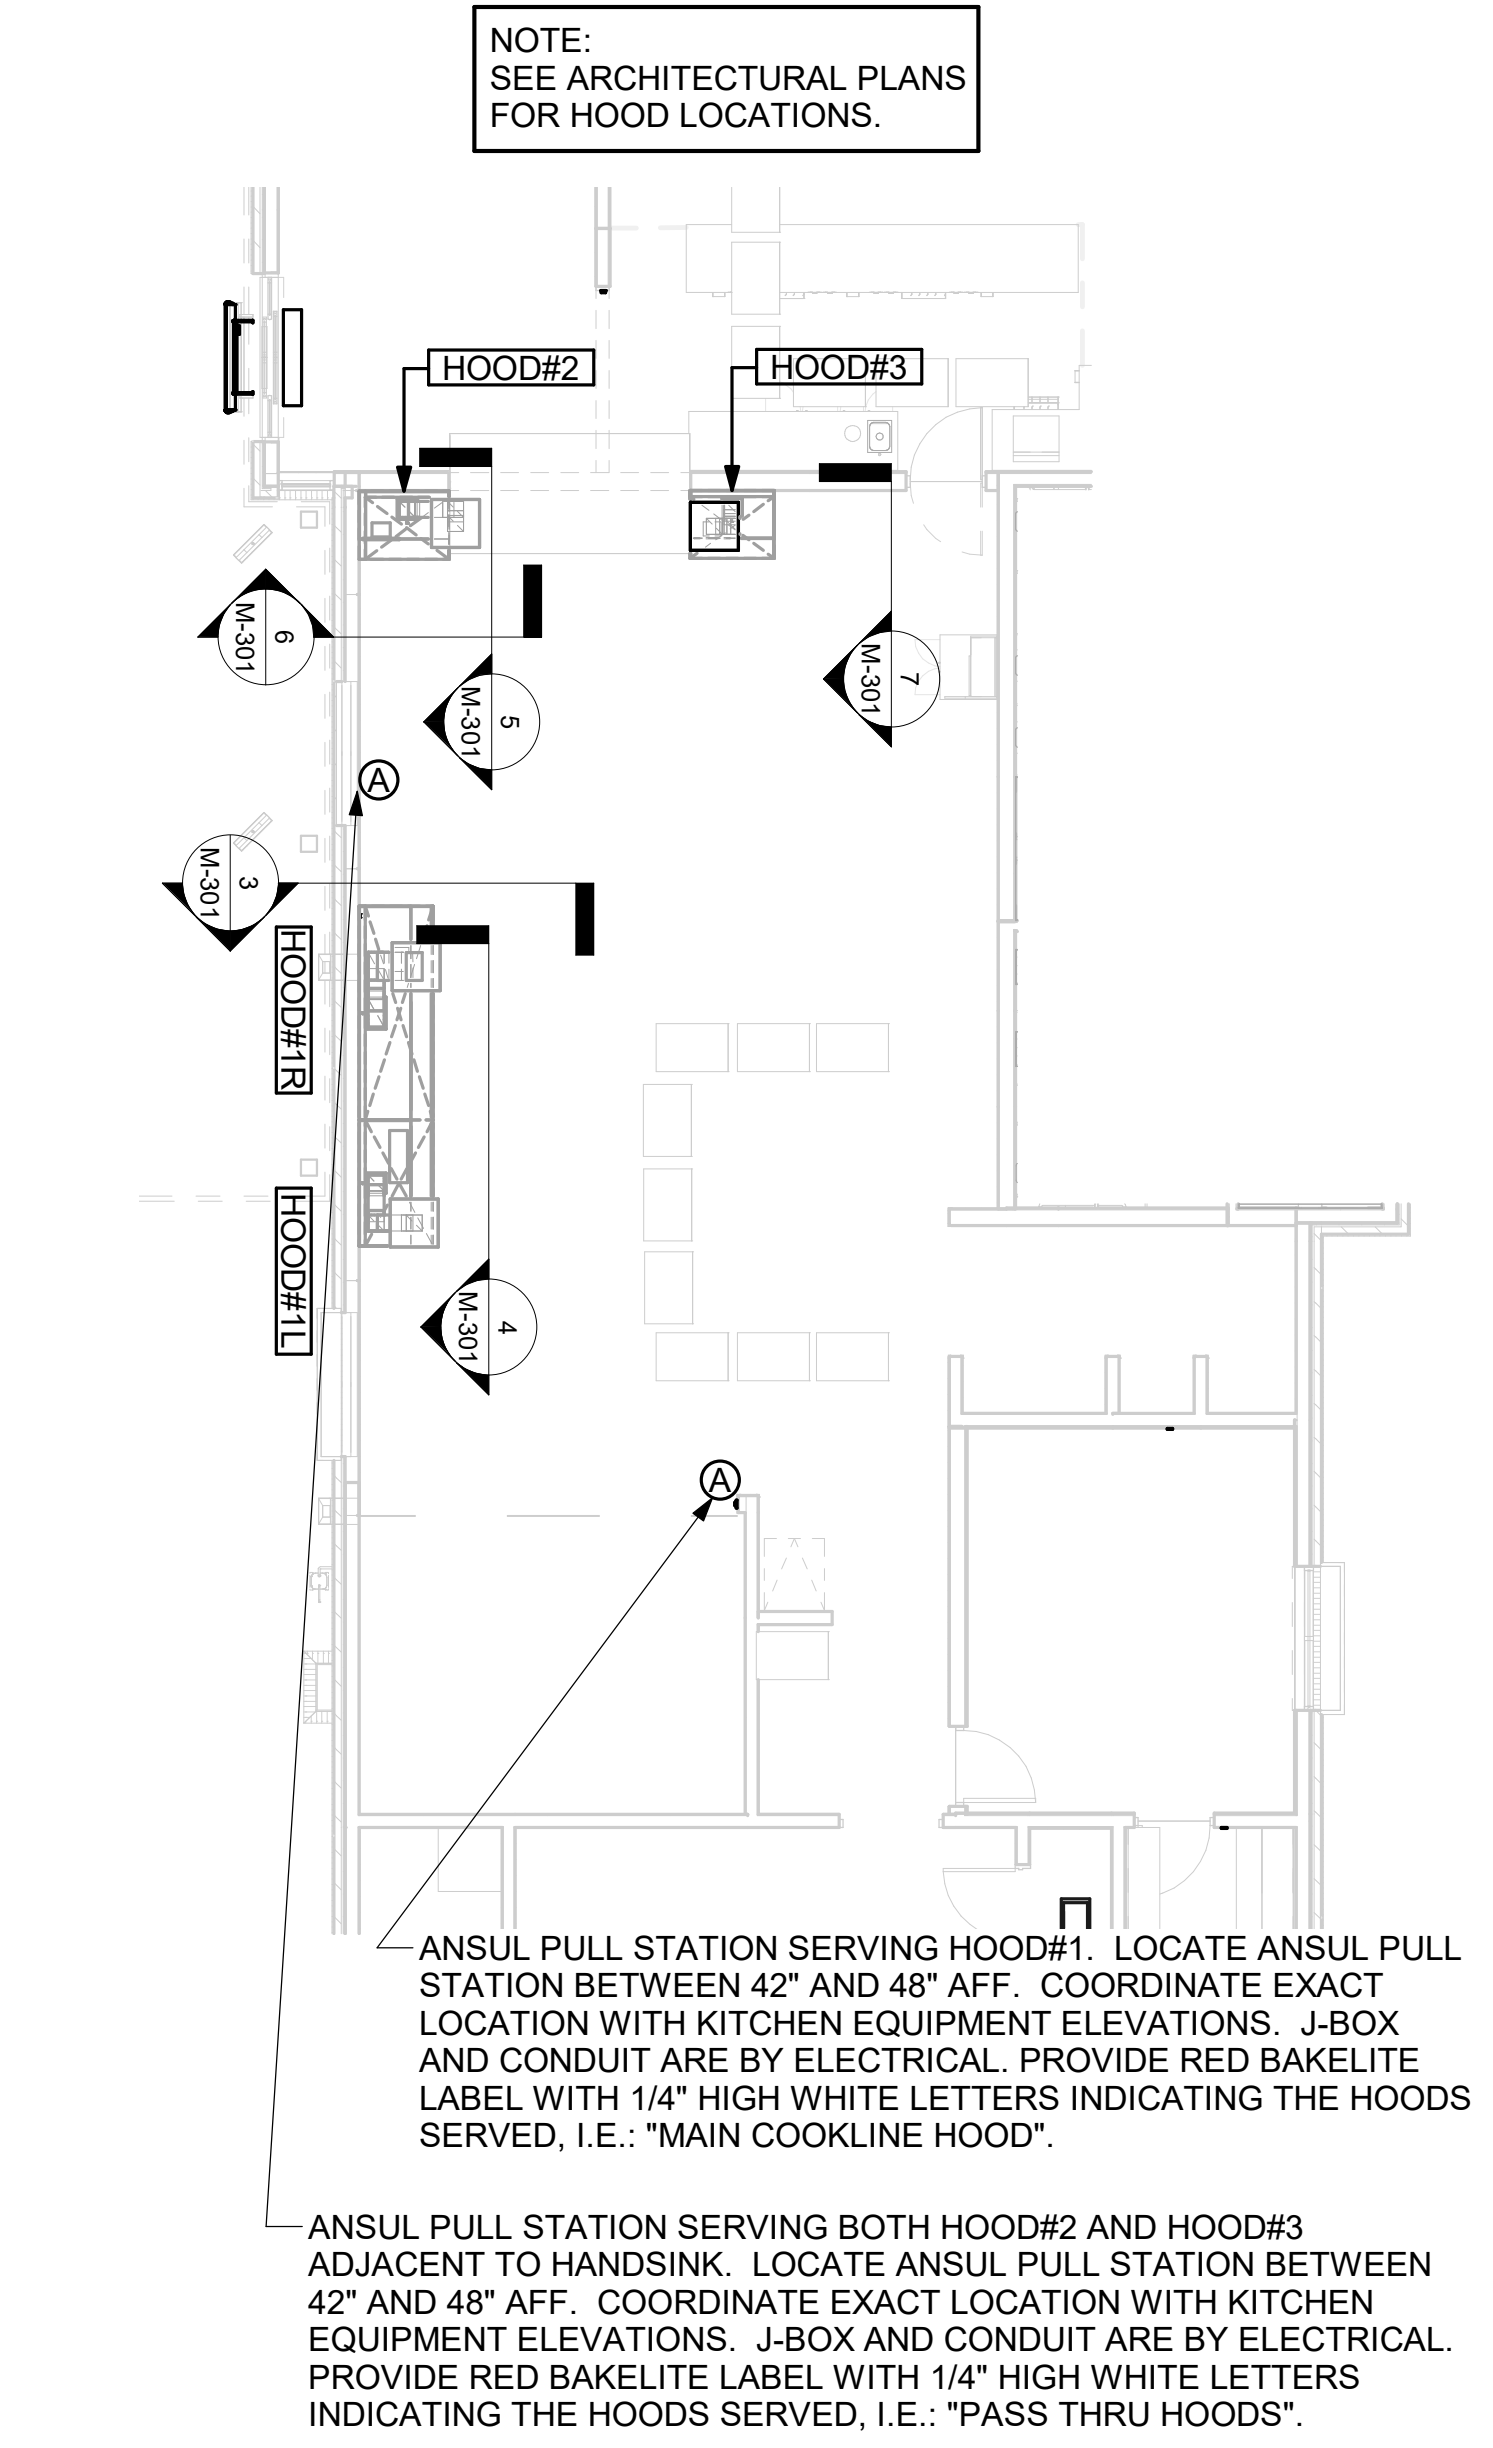 NOTE:
SEE ARCHITECTURAL PLANS
FOR HOOD LOCATIONS.
HOOD#2
HOOD#3
6
M-301
5
M-301
7
M-301
A
3
M-301
HOOD#1R
HOOD#1L
4
M-301
A
ANSUL PULL STATION SERVING HOOD#1. LOCATE ANSUL PULL
STATION BETWEEN 42" AND 48" AFF. COORDINATE EXACT
LOCATION WITH KITCHEN EQUIPMENT ELEVATIONS. J-BOX
AND CONDUIT ARE BY ELECTRICAL. PROVIDE RED BAKELITE
LABEL WITH 1/4" HIGH WHITE LETTERS INDICATING THE HOODS
SERVED, I.E.: "MAIN COOKLINE HOOD".
ANSUL PULL STATION SERVING BOTH HOOD#2 AND HOOD#3
ADJACENT TO HANDSINK. LOCATE ANSUL PULL STATION BETWEEN
42" AND 48" AFF. COORDINATE EXACT LOCATION WITH KITCHEN
EQUIPMENT ELEVATIONS. J-BOX AND CONDUIT ARE BY ELECTRICAL.
PROVIDE RED BAKELITE LABEL WITH 1/4" HIGH WHITE LETTERS
INDICATING THE HOODS SERVED, I.E.: "PASS THRU HOODS".